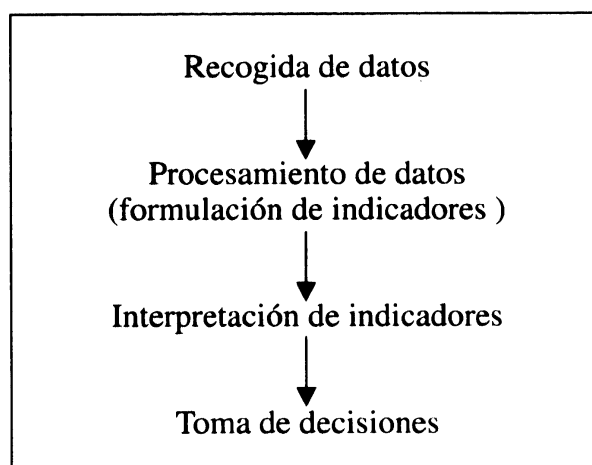 Recogida de datos
Procesamiento de datos
(formulación de indicadores )
Interpretación de indicadores
Toma de decisiones